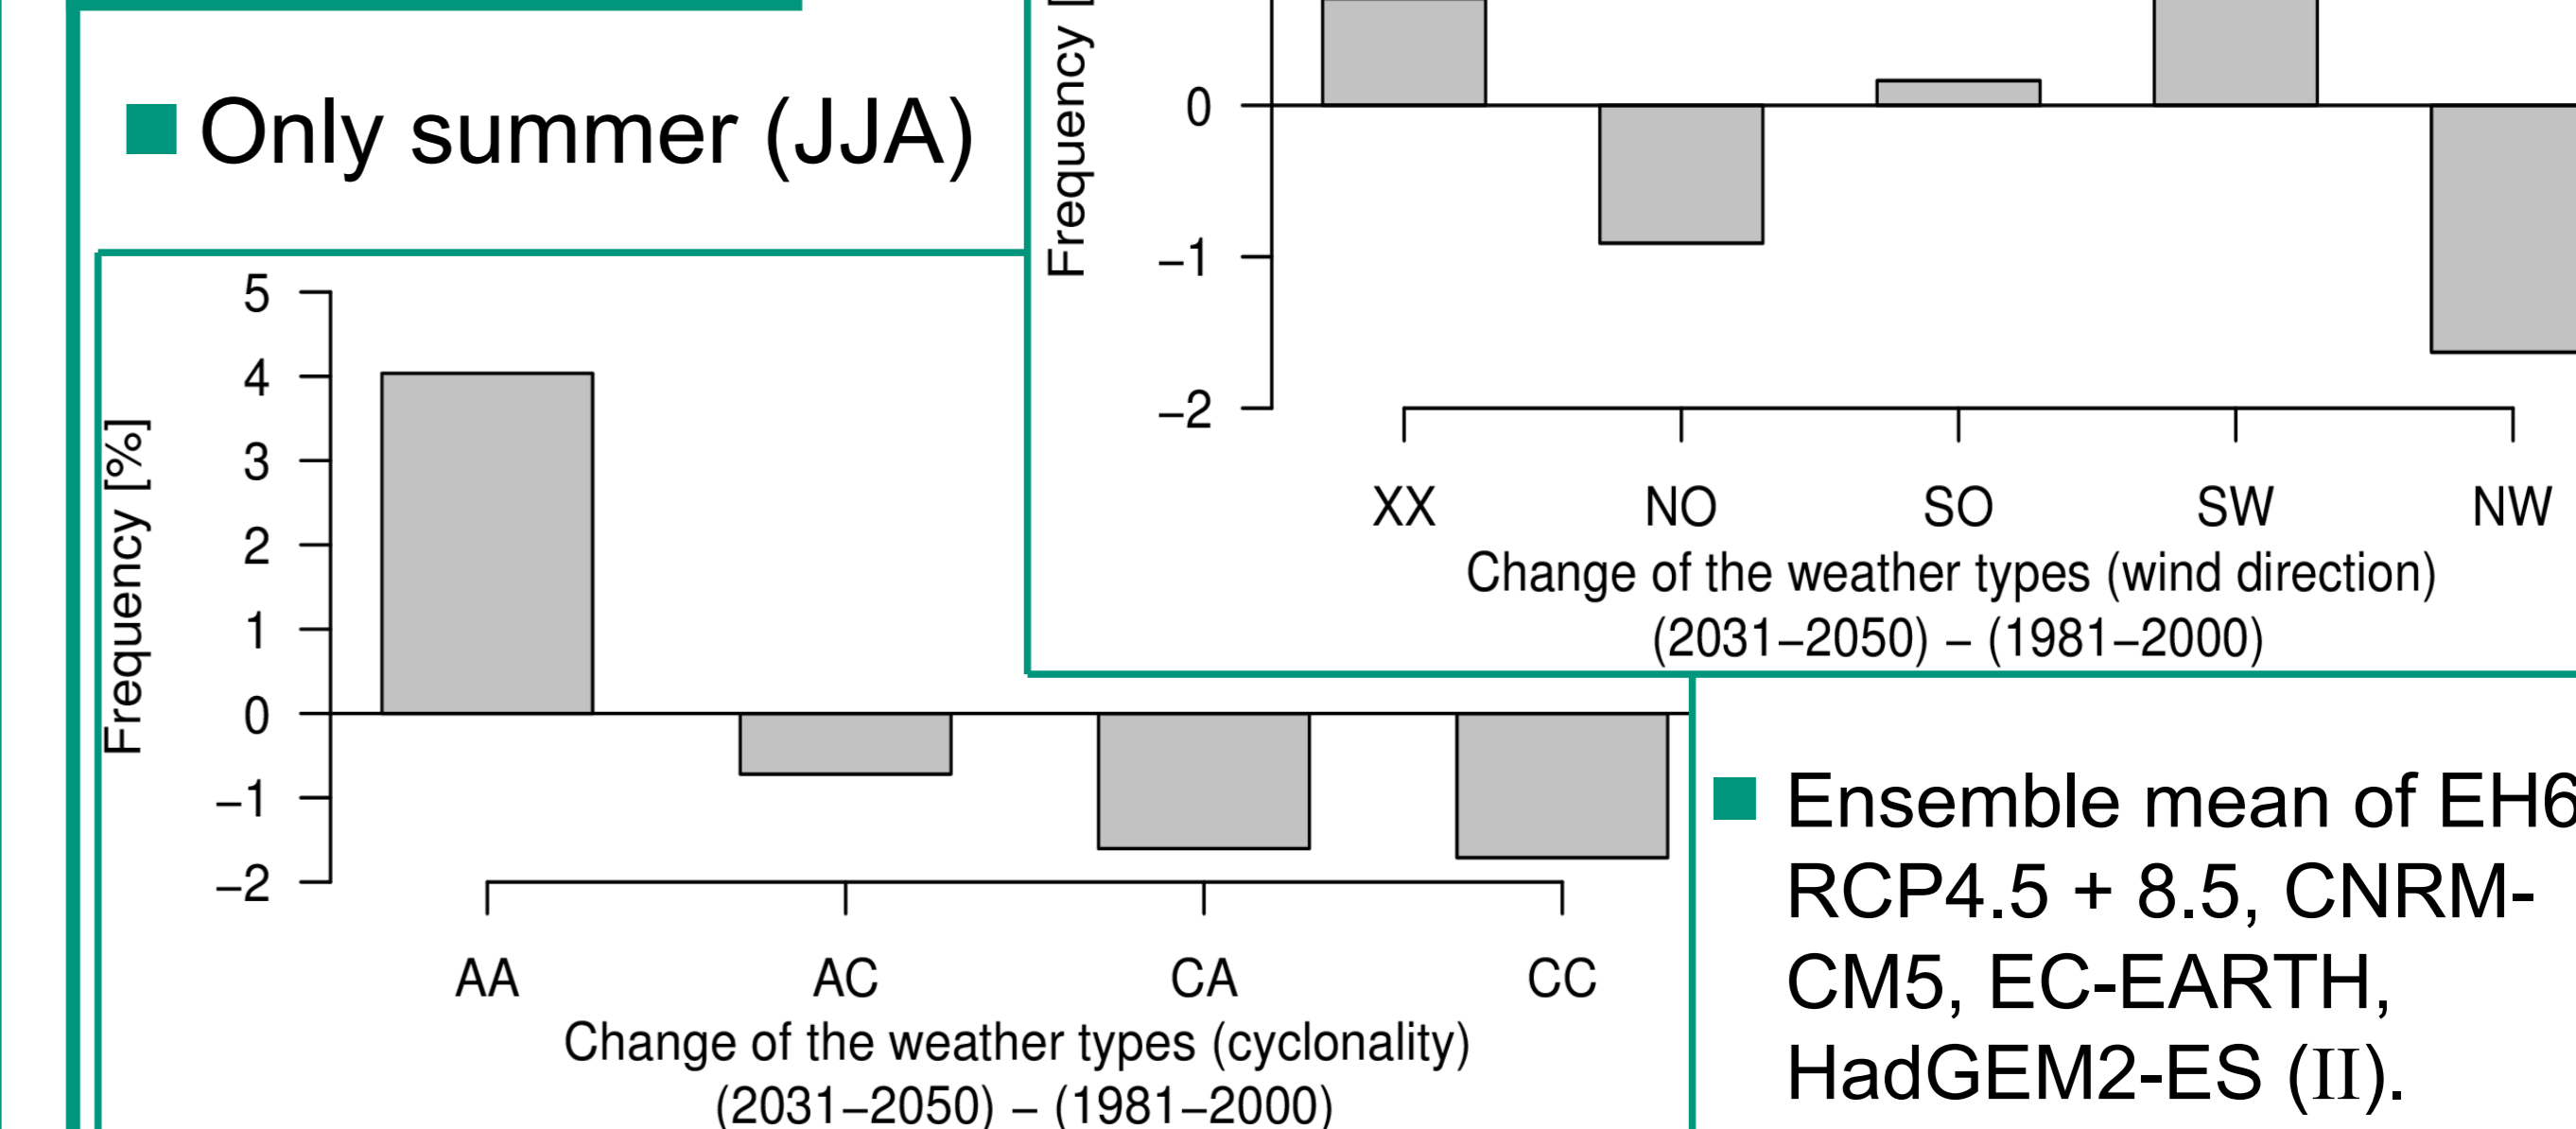 Only summer (JJA)
Frequency [
0
−1
−2
XX NO SO SW NW
Change of the weather types (wind direction)
(2031−2050) − (1981−2000)
5
4
3
2
1
0
−1
−2
Frequency [%]
AA AC CA CC
Change of the weather types (cyclonality)
(2031−2050) − (1981−2000)
Ensemble mean of EH6
RCP4.5 + 8.5, CNRM-
CM5, EC-EARTH,
HadGEM2-ES (II).